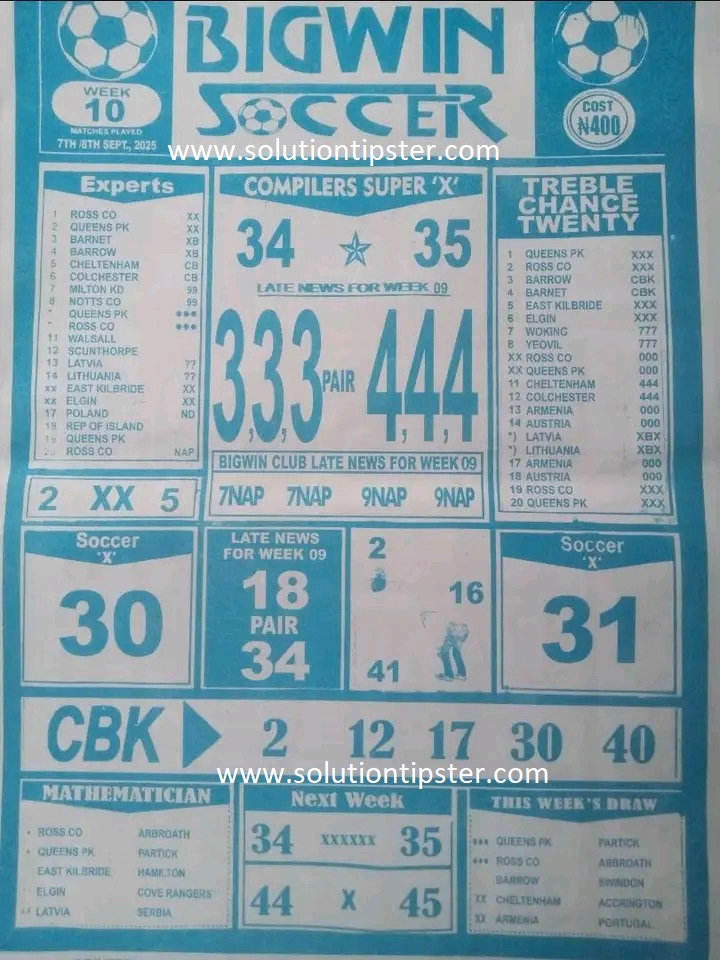 BIGWIN
SOCCER
WEEK
10
MATCHES PLAYED
7TH /8TH SEPT., 2025
COST
₦400
www.solutiontipster.com
Experts
1 ROSS CO XX
2 QUEENS PK XX
3 BARNET XB
4 BARROW XB
5 CHELTENHAM CB
6 COLCHESTER CB
7 MILTON KD 99
8 NOTTS CO 99
* QUEENS PK ●●●
* ROSS CO ●●●
11 WALSALL
12 SCUNTHORPE
13 LATVIA ??
14 LITHUANIA ??
xx EAST KILBRIDE XX
xx ELGIN XX
17 POLAND ND
18 REP OF ISLAND
19 QUEENS PK
20 ROSS CO NAP
2 XX 5
COMPILERS SUPER 'X'
34 ★ 35
LATE NEWS FOR WEEK 09
3,3,3 PAIR 4,4,4
BIGWIN CLUB LATE NEWS FOR WEEK 09
7NAP 7NAP 9NAP 9NAP
TREBLE
CHANCE
TWENTY
1 QUEENS PK XXX
2 ROSS CO XXX
3 BARROW CBK
4 BARNET CBK
5 EAST KILBRIDE XXX
6 ELGIN XXX
7 WOKING 777
8 YEOVIL 777
XX ROSS CO 000
XX QUEENS PK 000
11 CHELTENHAM 444
12 COLCHESTER 444
13 ARMENIA 000
14 AUSTRIA 000
*) LATVIA XBX
*) LITHUANIA XBX
17 ARMENIA 000
18 AUSTRIA 000
19 ROSS CO XXX
20 QUEENS PK XXX
Soccer
'X'
30
LATE NEWS
FOR WEEK 09
18
PAIR
34
2
16
41
Soccer
'X'
31
CBK 2 12 17 30 40
www.solutiontipster.com
MATHEMATICIAN
ROSS CO ARBROATH
QUEENS PK PARTICK
EAST KILBRIDE HAMILTON
ELGIN COVE RANGERS
LATVIA SERBIA
Next Week
34 XXXXXX 35
44 X 45
THIS WEEK'S DRAW
*** QUEENS PK PARTICK
*** ROSS CO ARBROATH
BARROW SWINDON
XX CHELTENHAM ACCRINGTON
XX ARMENIA PORTUGAL